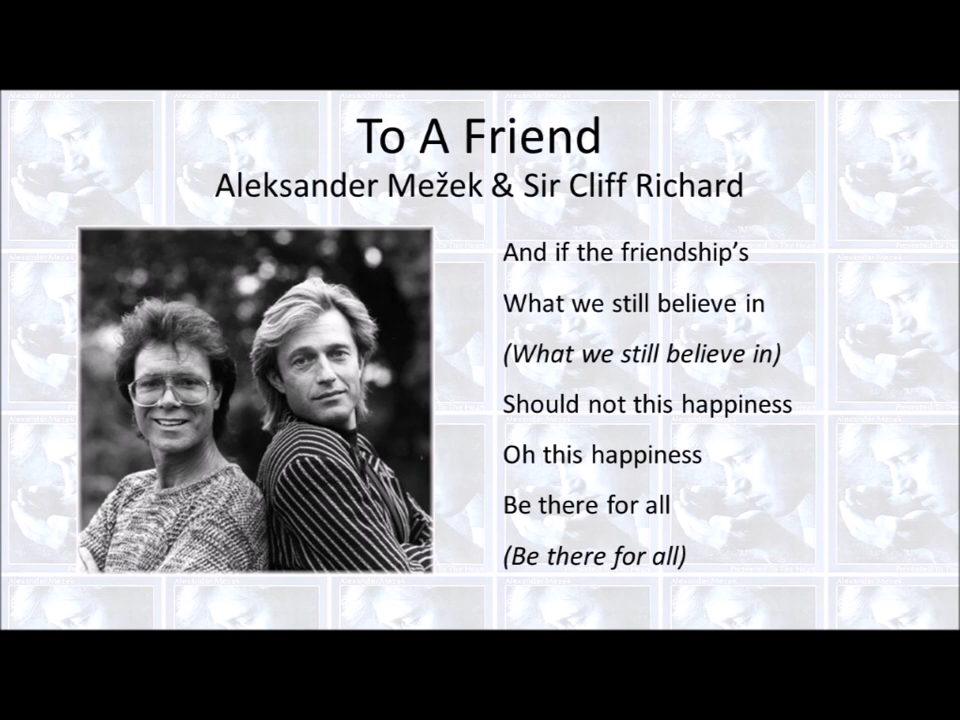 To A Friend
Aleksander Mežek & Sir Cliff Richard
And if the friendship’s
What we still believe in
(What we still believe in)
Should not this happiness
Oh this happiness
Be there for all
(Be there for all)